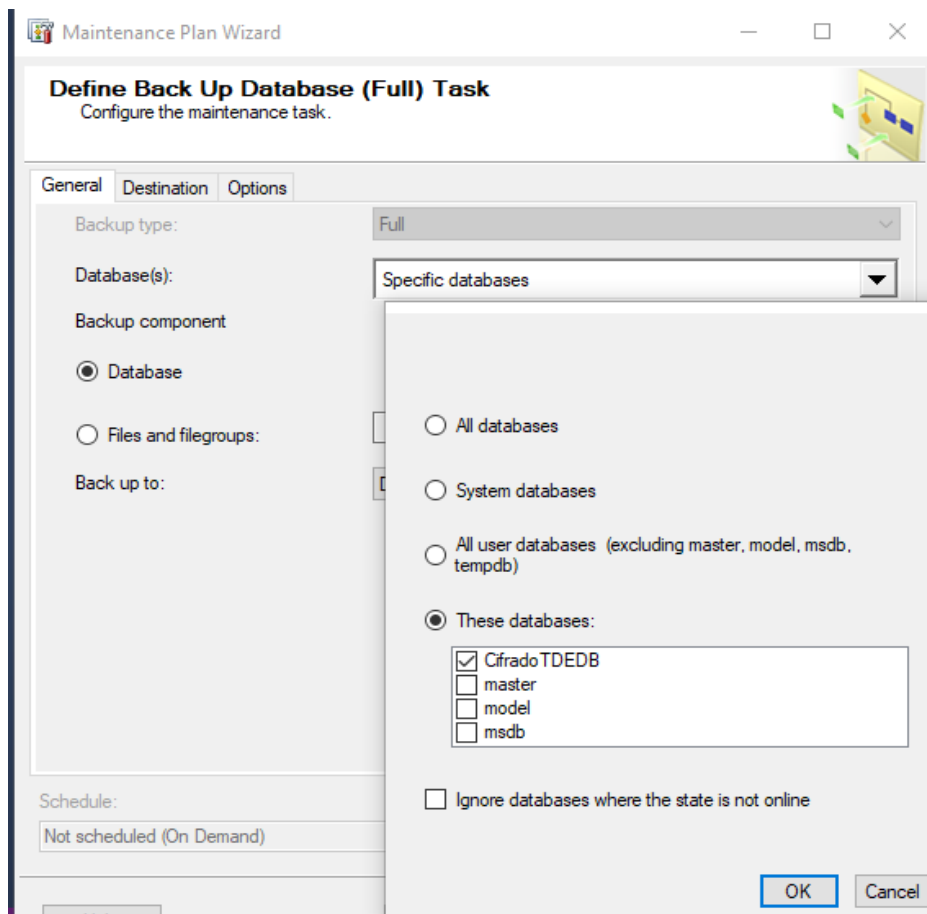 Maintenance Plan Wizard
Define Back Up Database (Full) Task
Configure the maintenance task.
General Destination Options
Backup type: Full
Database(s): Specific databases
Backup component
Database
Files and filegroups:
Back up to:
All databases
System databases
All user databases (excluding master, model, msdb,
tempdb)
These databases:
CifradoTDEDB
master
model
msdb
Ignore databases where the state is not online
Schedule:
Not scheduled (On Demand)
OK Cancel